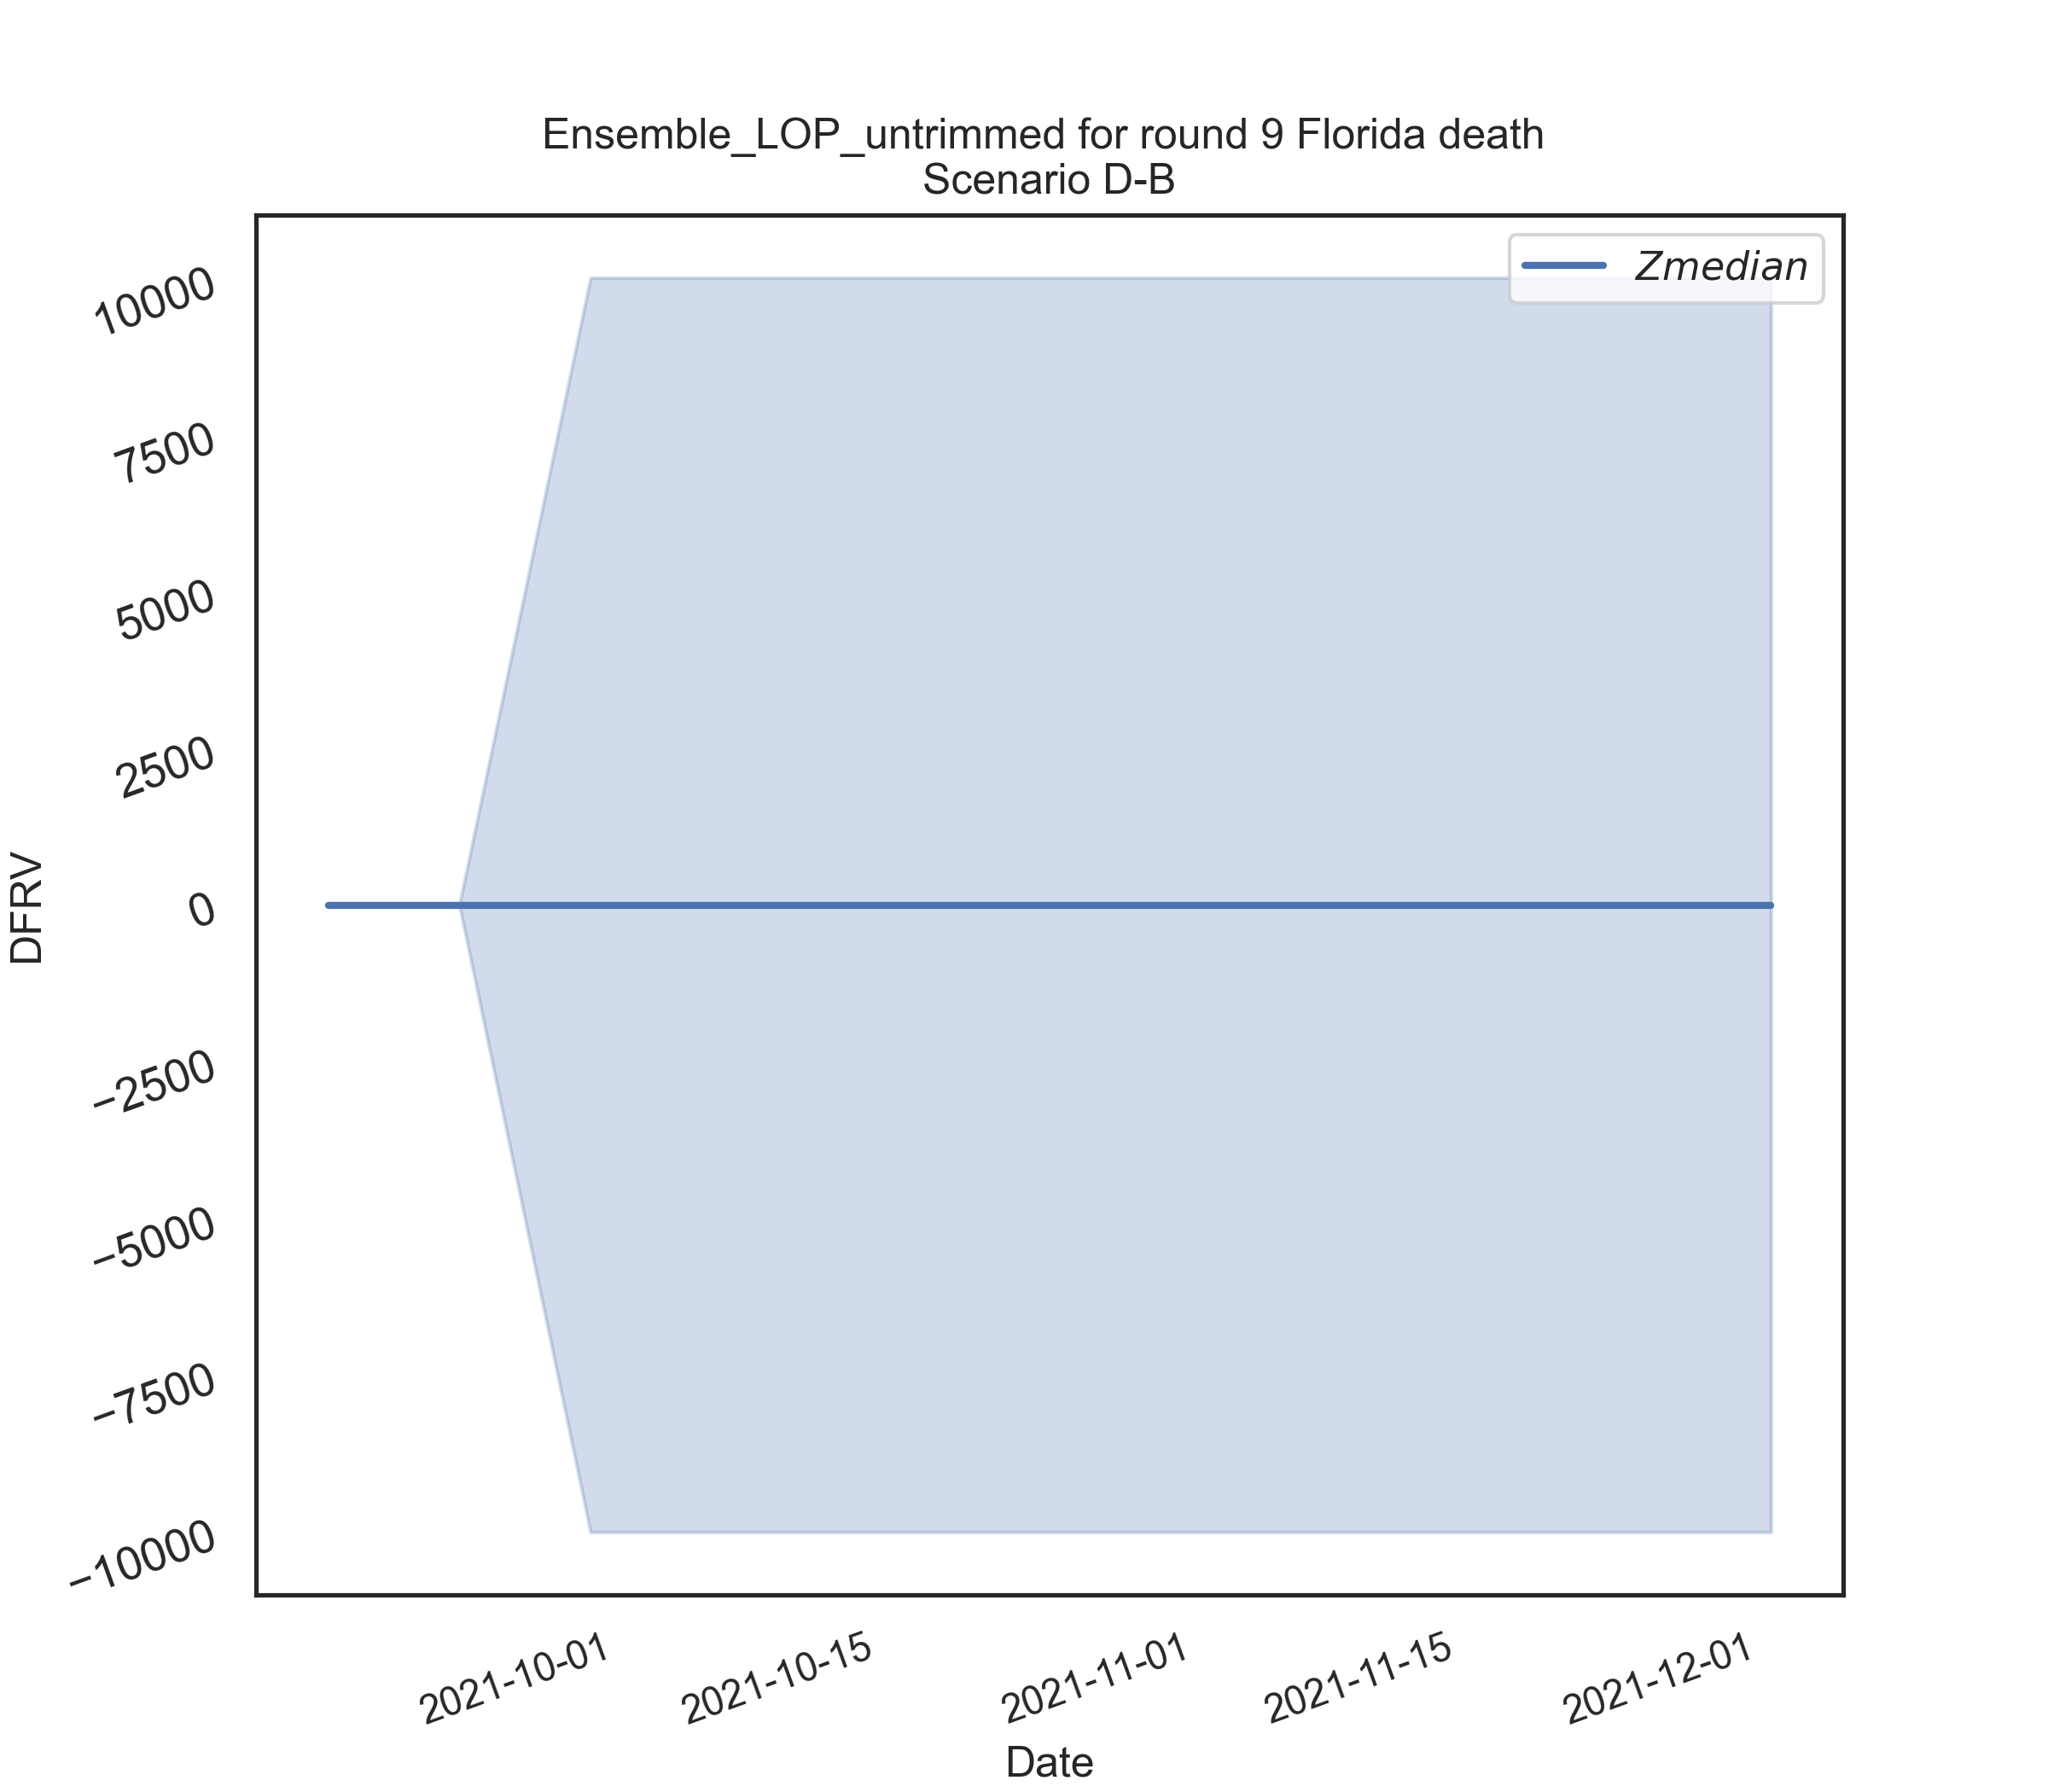 Ensemble_LOP_untrimmed for round 9 Florida death
Scenario D-B
Zmedian
10000
7500
5000
2500
0
−2500
−5000
−7500
−10000
DFRV
2021-10-01
2021-10-15
2021-11-01
2021-11-15
2021-12-01
Date